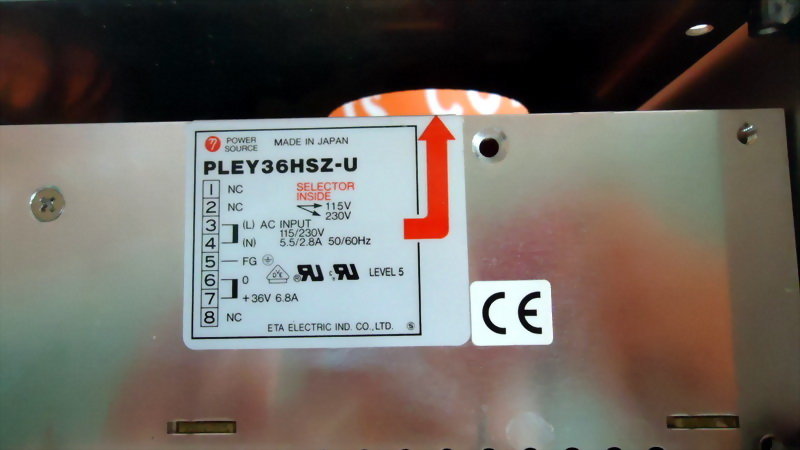 POWER SOURCE MADE IN JAPAN
PLEY36HSZ-U
1 NC
SELECTOR INSIDE
2 NC
115V
230V
3 (L) AC INPUT
115/230V
4 (N) 5.5/2.8A 50/60Hz
5 FG
6 0
LEVEL 5
7 +36V 6.8A
8 NC
ETA ELECTRIC IND. CO., LTD. Ⓢ
CE